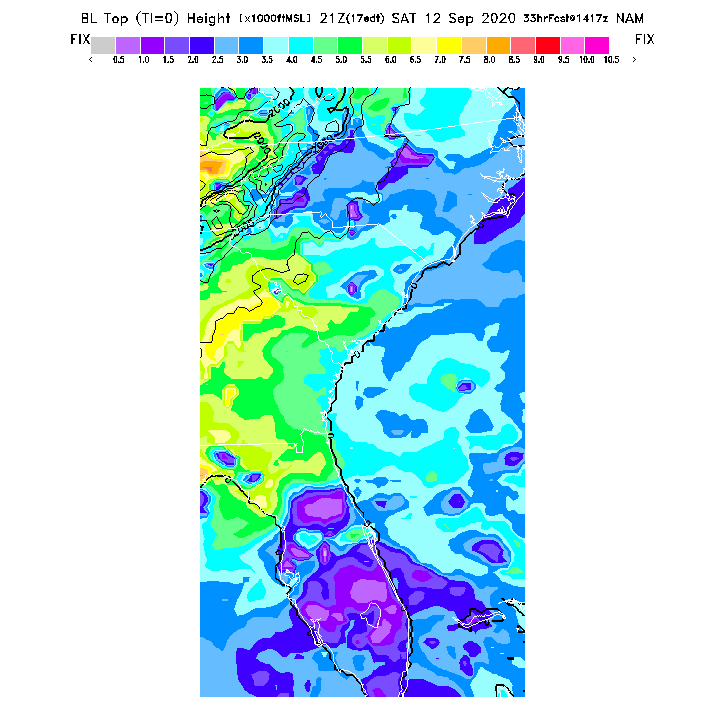 BL Top (TI=0) Height [x1000ftMSL] 21Z(17edt) SAT 12 Sep 2020 33hrFcst@1417z NAM
FIX FIX
< 0.5 1.0 1.5 2.0 2.5 3.0 3.5 4.0 4.5 5.0 5.5 6.0 6.5 7.0 7.5 8.0 8.5 9.0 9.5 10.0 10.5 >
2000
2000